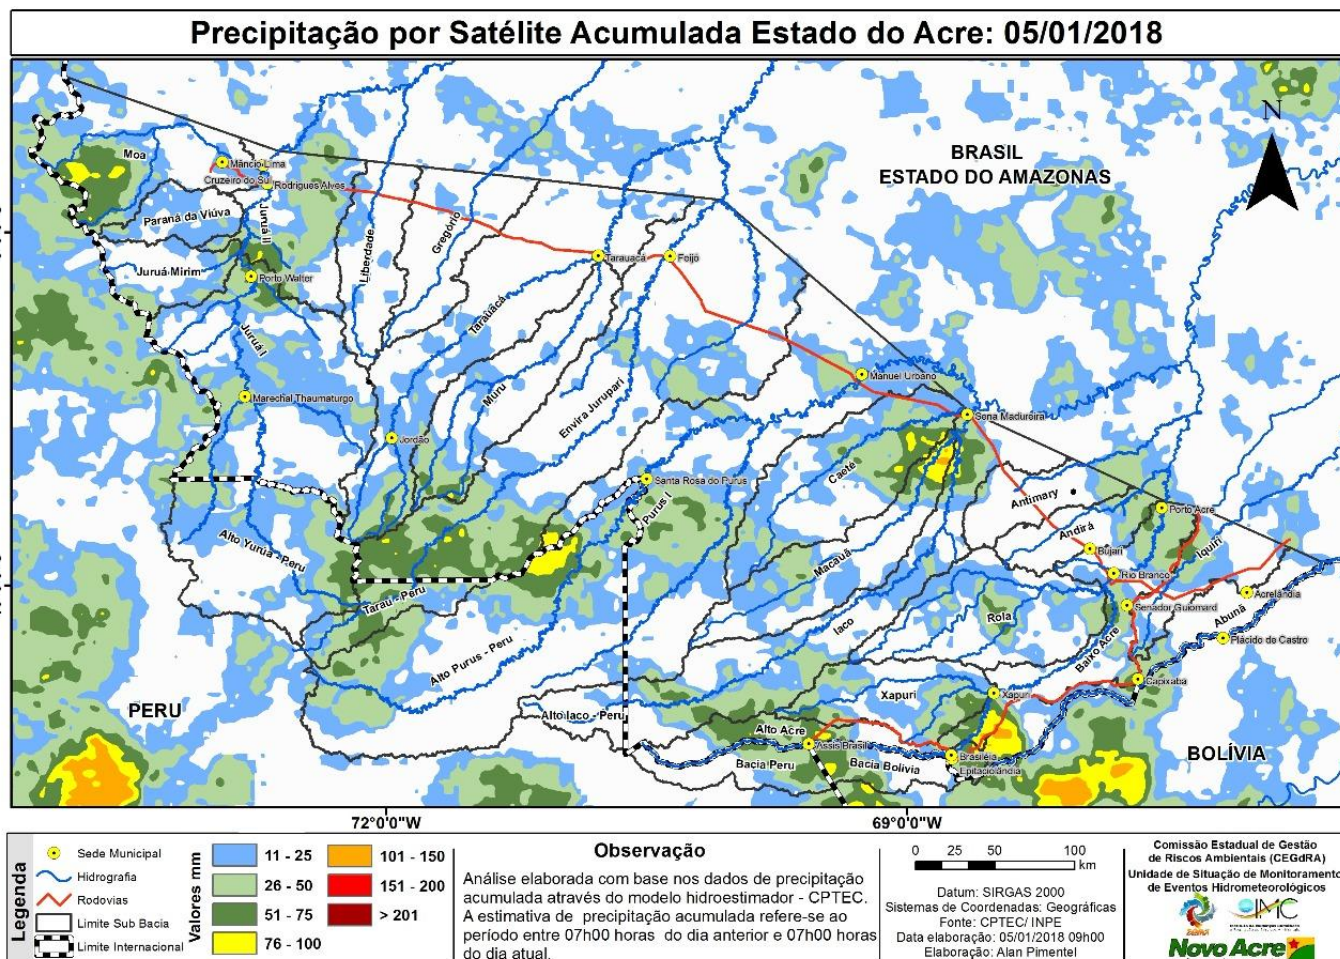 Precipitação por Satélite Acumulada Estado do Acre: 05/01/2018
BRASIL
ESTADO DO AMAZONAS
N
Moa
Mâncio Lima
Cruzeiro do Sul
Rodrigues Alves
Paraná da Viúva
Juruá II
Juruá Mirim
Porto Walter
Liberdade
Gregório
Tarauacá
Feijó
Tarauacá
Juruá I
Muru
Envira Jurupari
Manuel Urbano
Marechal Thaumaturgo
Sena Madureira
Jordão
Caeté
Santa Rosa do Purus
Purus I
Antimary
Porto Acre
Andirá
Iquiri
Bujari
Alto Yurúa - Peru
Macauã
Rio Branco
Tarau - Peru
Acrelândia
Senador Guiomard
Abunã
Rola
Iaco
Plácido de Castro
Baixo Acre
Alto Purus - Peru
Capixaba
Xapuri
Xapuri
PERU
Alto Iaco - Peru
Alto Acre
Assis Brasil
BOLÍVIA
Brasiléia
Bacia Peru
Bacia Bolivia
Epitaciolândia
72°0'0"W
69°0'0"W
Legenda
Sede Municipal
Hidrografia
Rodovias
Limite Sub Bacia
Limite Internacional
Valores mm
11 - 25
26 - 50
51 - 75
76 - 100
101 - 150
151 - 200
> 201
Observação
Análise elaborada com base nos dados de precipitação
acumulada através do modelo hidroestimador - CPTEC.
A estimativa de precipitação acumulada refere-se ao
período entre 07h00 horas do dia anterior e 07h00 horas
do dia atual.
0 25 50 100
km
Datum: SIRGAS 2000
Sistemas de Coordenadas: Geográficas
Fonte: CPTEC/ INPE
Data elaboração: 05/01/2018 09h00
Elaboração: Alan Pimentel
Comissão Estadual de Gestão
de Riscos Ambientais (CEGdRA)
Unidade de Situação de Monitoramento
de Eventos Hidrometeorológicos
IMC
Novo Acre